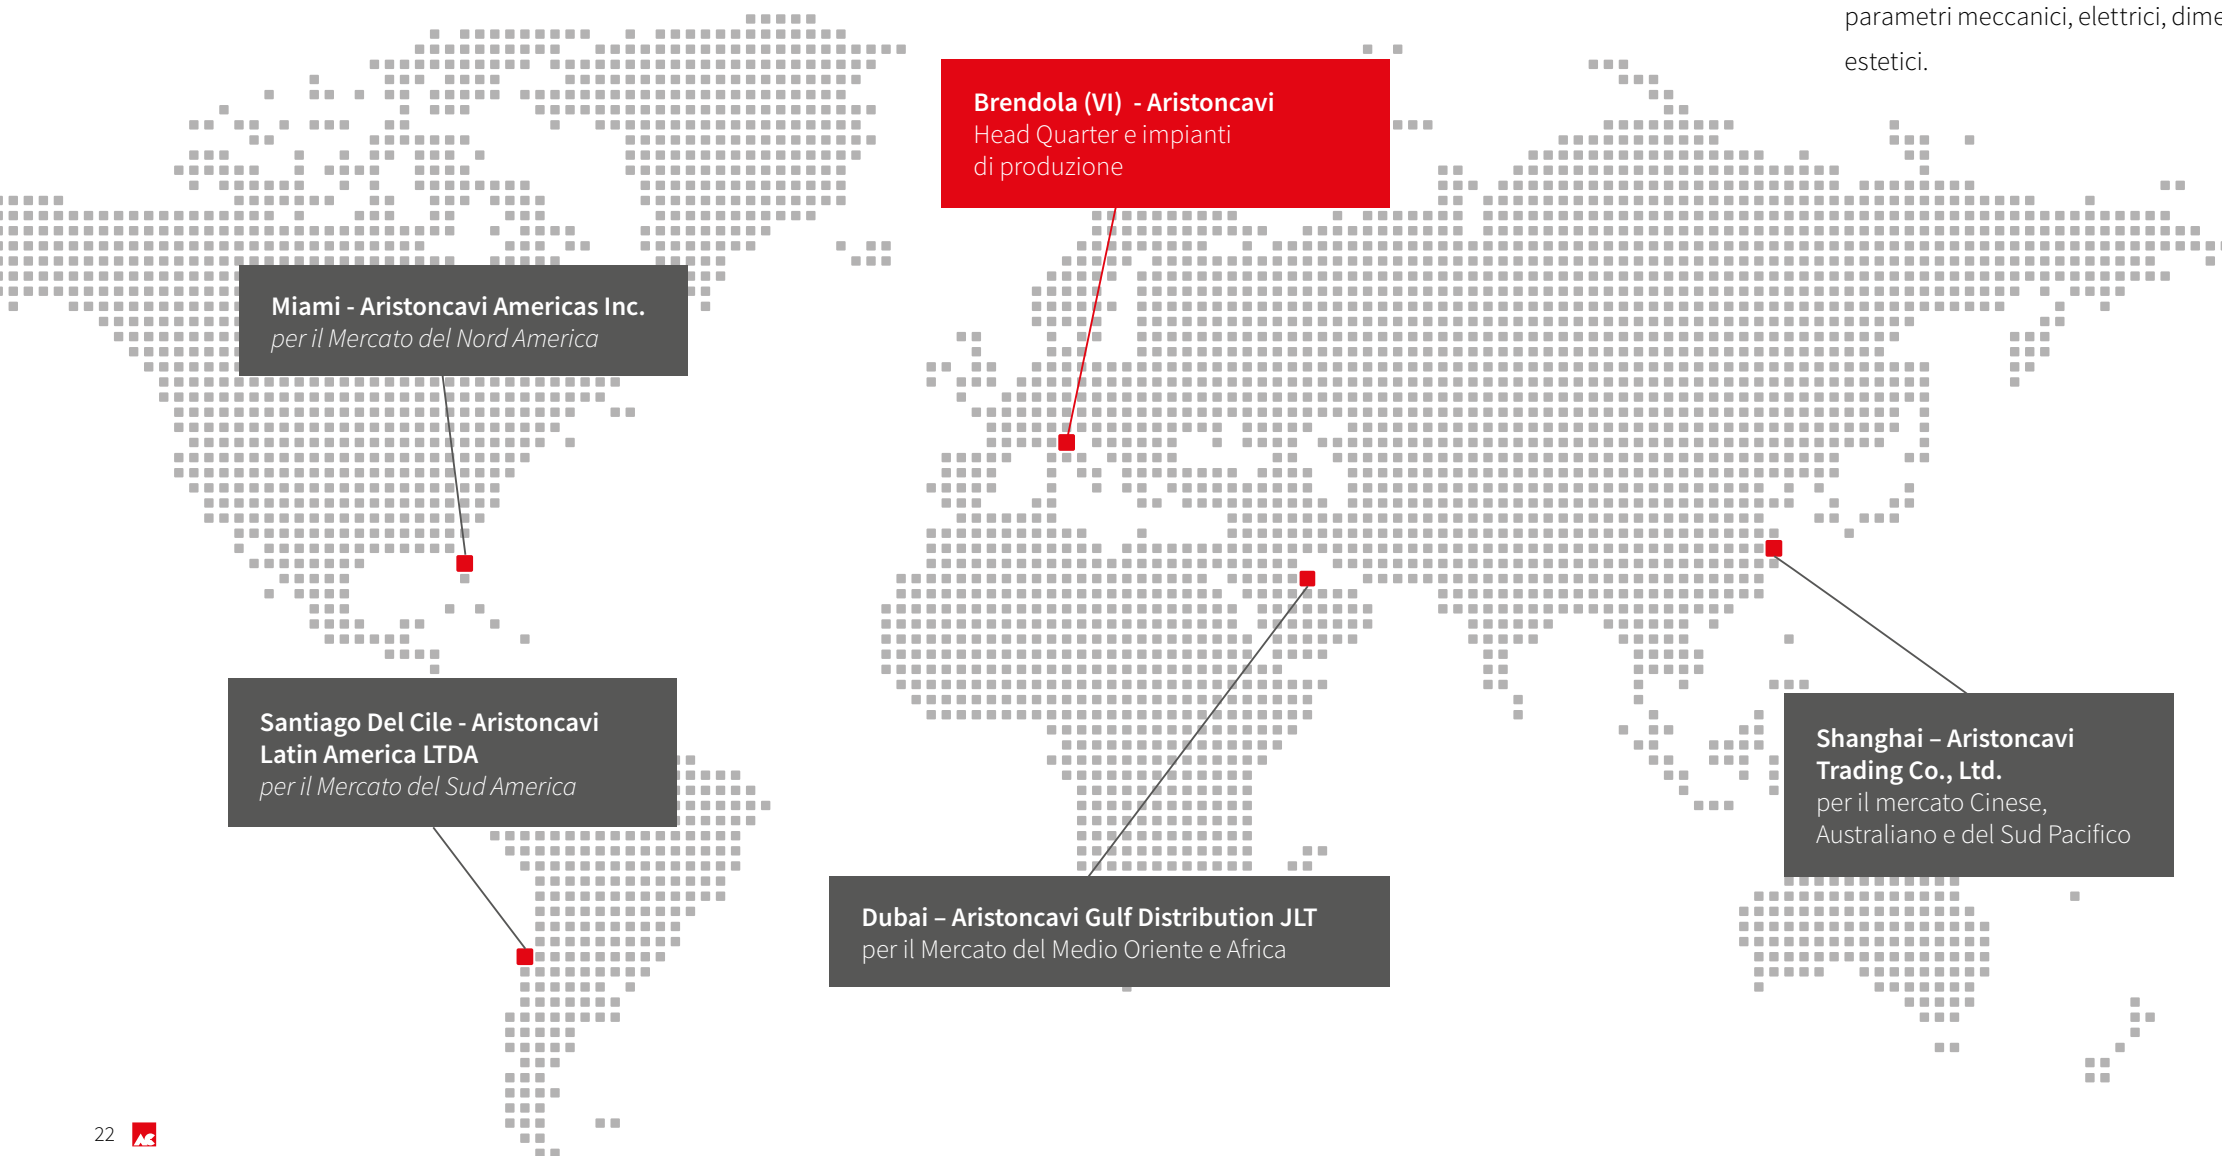 parametri meccanici, elettrici,
estetici.
Brendola (VI) - Aristoncavi
Head Quarter e impianti
di produzione
Miami - Aristoncavi Americas Inc.
per il Mercato del Nord America
Santiago Del Cile - Aristoncavi
Latin America LTDA
per il Mercato del Sud America
Shanghai – Aristoncavi
Trading Co., Ltd.
per il mercato Cinese,
Australiano e del Sud Pacifico
Dubai – Aristoncavi Gulf Distribution JLT
per il Mercato del Medio Oriente e Africa
22